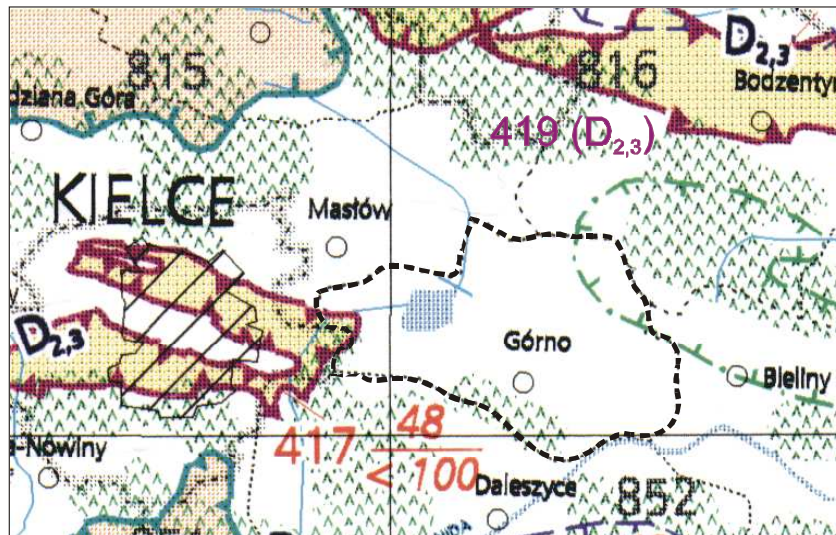 D₂,₃
815
816
Bodzentyn
dziana Góra
419 (D₂,₃)
KIELCE
Masłów
D₂,₃
Górno
Bieliny
417 48
< 100
a-Nowiny
Daleszyce
852